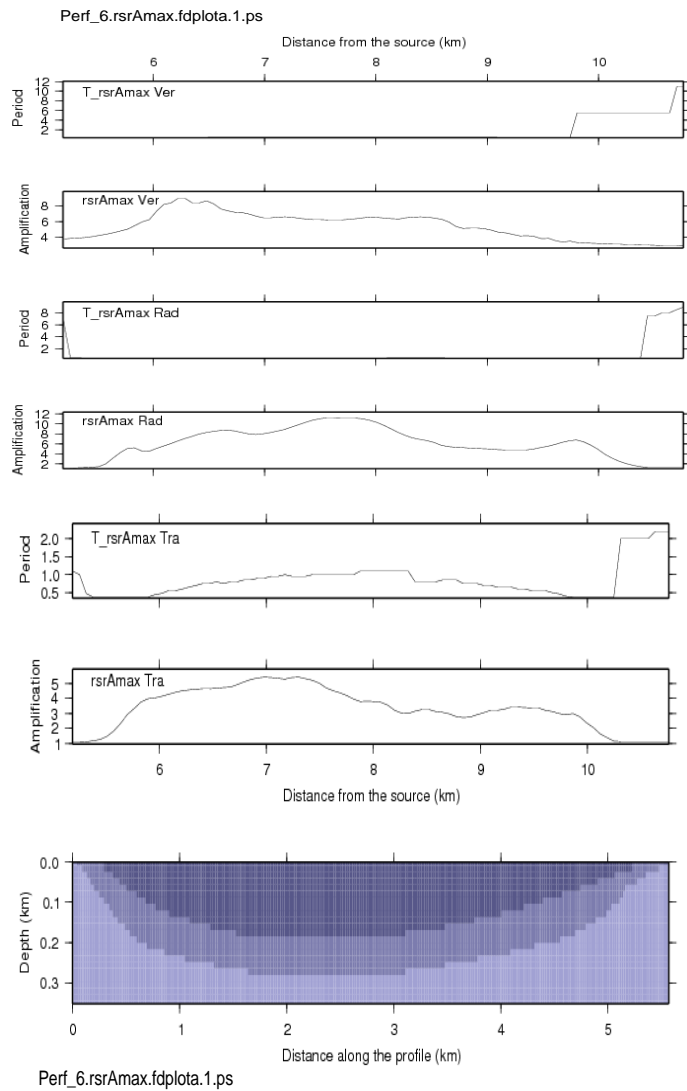 Perf_6.rsrAmax.fdplota.1.ps
Distance from the source (km)
6 7 8 9 10
Period
12
10
8
6
4
2
T_rsrAmax Ver
Amplification
8
6
4
rsrAmax Ver
Period
8
6
4
2
T_rsrAmax Rad
Amplification
12
10
8
6
4
2
rsrAmax Rad
Period
2.0
1.5
1.0
0.5
T_rsrAmax Tra
Amplification
5
4
3
2
1
rsrAmax Tra
6 7 8 9 10
Distance from the source (km)
Depth (km)
0.0
0.1
0.2
0.3
0 1 2 3 4 5
Distance along the profile (km)
Perf_6.rsrAmax.fdplota.1.ps